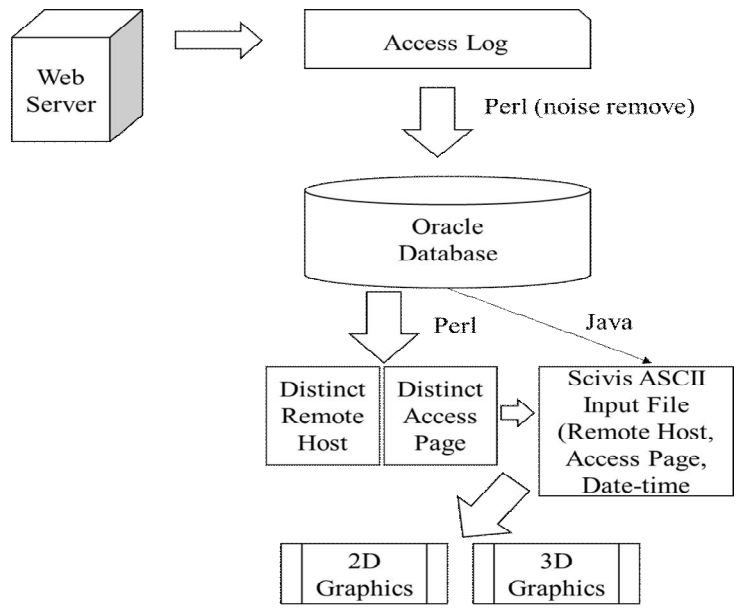 Web
Server
Access Log
Perl (noise remove)
Oracle
Database
Perl
Java
Distinct
Remote
Host
Distinct
Access
Page
Scivis ASCII
Input File
(Remote Host,
Access Page,
Date-time
2D
Graphics
3D
Graphics